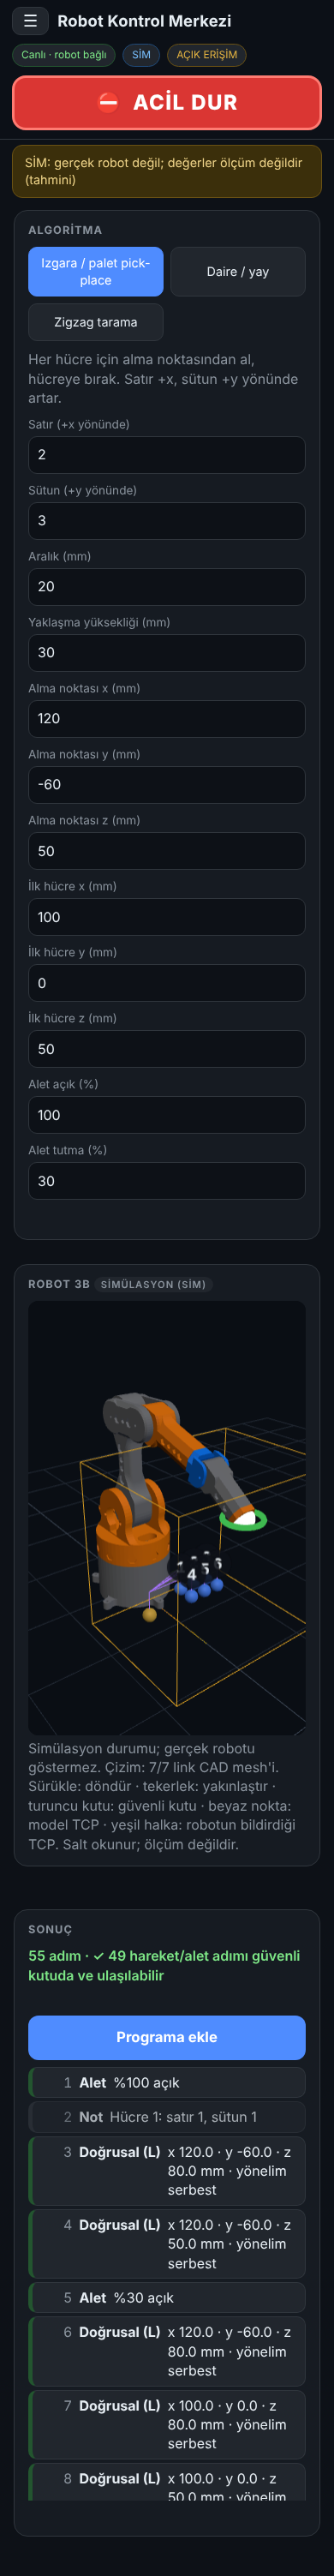 ☰ Robot Kontrol Merkezi
Canlı · robot bağlı SİM AÇIK ERİŞİM
⛔ ACİL DUR
SİM: gerçek robot değil; değerler ölçüm değildir
(tahmini)
ALGORİTMA
Izgara / palet pick-
place
Daire / yay
Zigzag tarama
Her hücre için alma noktasından al,
hücreye bırak. Satır +x, sütun +y yönünde
artar.
Satır (+x yönünde)
2
Sütun (+y yönünde)
3
Aralık (mm)
20
Yaklaşma yüksekliği (mm)
30
Alma noktası x (mm)
120
Alma noktası y (mm)
-60
Alma noktası z (mm)
50
İlk hücre x (mm)
100
İlk hücre y (mm)
0
İlk hücre z (mm)
50
Alet açık (%)
100
Alet tutma (%)
30
ROBOT 3B SİMÜLASYON (SİM)
4 5 6
Simülasyon durumu; gerçek robotu
göstermez. Çizim: 7/7 link CAD mesh'i.
Sürükle: döndür · tekerlek: yakınlaştır ·
turuncu kutu: güvenli kutu · beyaz nokta:
model TCP · yeşil halka: robotun bildirdiği
TCP. Salt okunur; ölçüm değildir.
SONUÇ
55 adım · ✓ 49 hareket/alet adımı güvenli
kutuda ve ulaşılabilir
Programa ekle
1 Alet %100 açık
2 Not Hücre 1: satır 1, sütun 1
3 Doğrusal (L) x 120.0 · y -60.0 · z
80.0 mm · yönelim
serbest
4 Doğrusal (L) x 120.0 · y -60.0 · z
50.0 mm · yönelim
serbest
5 Alet %30 açık
6 Doğrusal (L) x 120.0 · y -60.0 · z
80.0 mm · yönelim
serbest
7 Doğrusal (L) x 100.0 · y 0.0 · z
80.0 mm · yönelim
serbest
8 Doğrusal (L) x 100.0 · y 0.0 · z
50.0 mm · yönelim